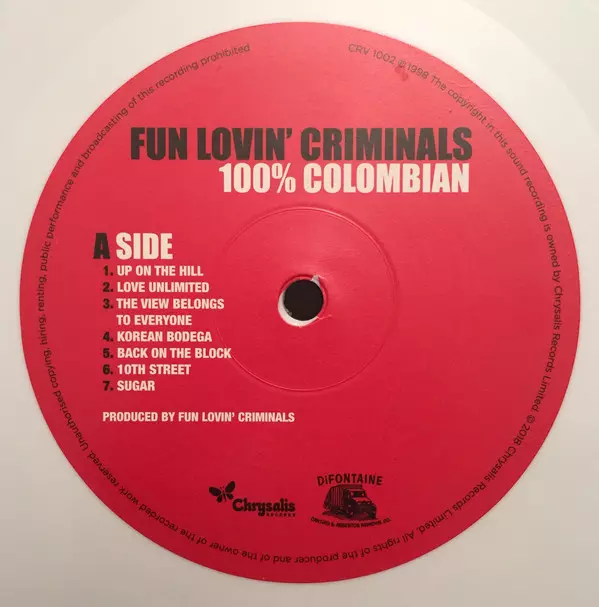 FUN LOVIN' CRIMINALS
100% COLOMBIAN
A SIDE
1. UP ON THE HILL
2. LOVE UNLIMITED
3. THE VIEW BELONGS
TO EVERYONE
4. KOREAN BODEGA
5. BACK ON THE BLOCK
6. 10TH STREET
7. SUGAR
PRODUCED BY FUN LOVIN' CRIMINALS
Chrysalis
RECORDS
DiFONTAINE
CRV 1002 ℗1998 The copyright in this sound recording is owned by Chrysalis Records Limited © 2018 Chrysalis Records Limited. All rights of the producer and of the owner of the recorded work reserved. Unauthorised copying, hiring, renting, public performance and broadcasting of this recording prohibited